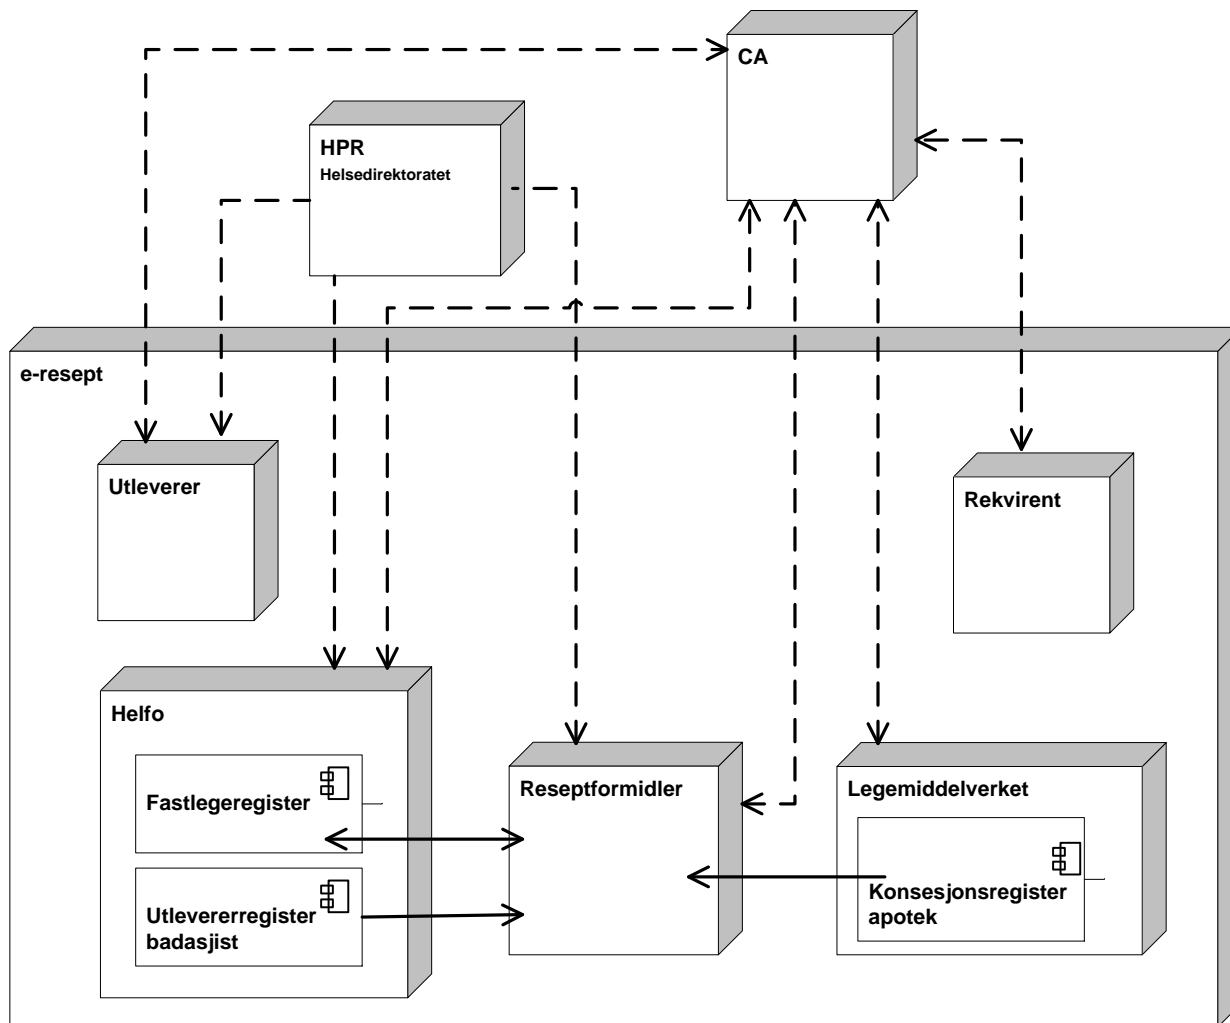 CA
HPR
Helsedirektoratet
e-resept
Utleverer
Rekvirent
Helfo
Fastlegeregister
Utlevererregister
badasjist
Reseptformidler
Legemiddelverket
Konsesjonsregister
apotek